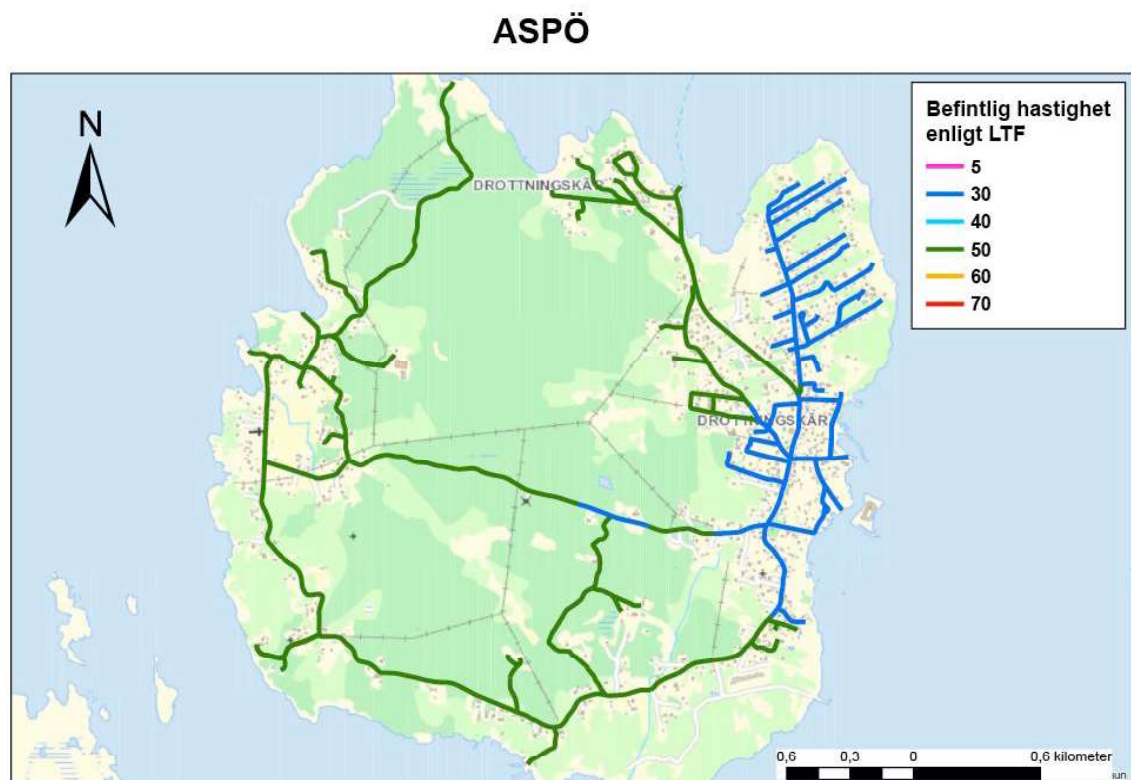 ASPÖ
N
Befintlig hastighet
enligt LTF
5
30
40
50
60
70
DROTTNINGSKÄR
DROTTNINGSKÄR
0,6 0,3 0 0,6 kilometer